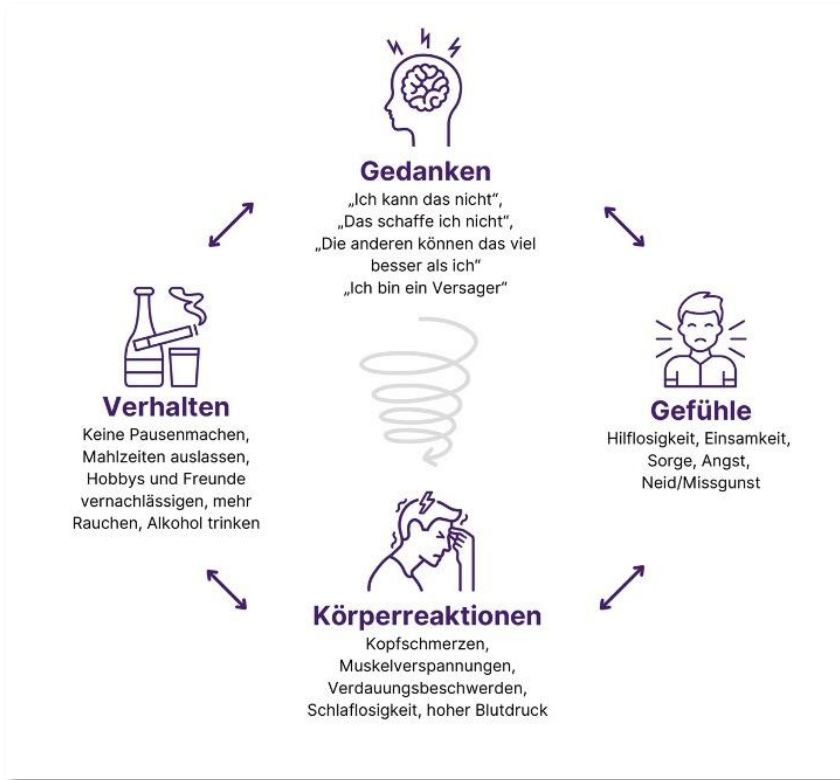 Gedanken
„Ich kann das nicht“,
„Das schaffe ich nicht“,
„Die anderen können das viel
besser als ich“
„Ich bin ein Versager“
Verhalten
Keine Pausenmachen,
Mahlzeiten auslassen,
Hobbys und Freunde
vernachlässigen, mehr
Rauchen, Alkohol trinken
Gefühle
Hilflosigkeit, Einsamkeit,
Sorge, Angst,
Neid/Missgunst
Körperreaktionen
Kopfschmerzen,
Muskelverspannungen,
Verdauungsbeschwerden,
Schlaflosigkeit, hoher Blutdruck